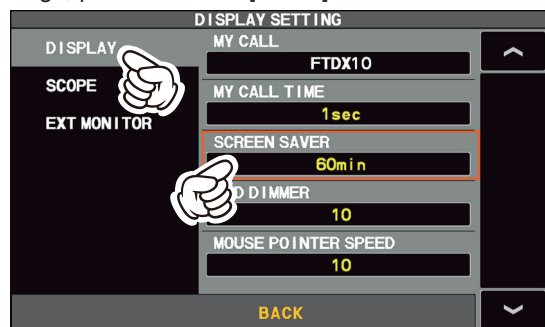 DISPLAY SETTING
DISPLAY
SCOPE
EXT MONITOR
MY CALL
FTDX10
MY CALL TIME
1sec
SCREEN SAVER
60min
DIMMER
10
MOUSE POINTER SPEED
10
BACK